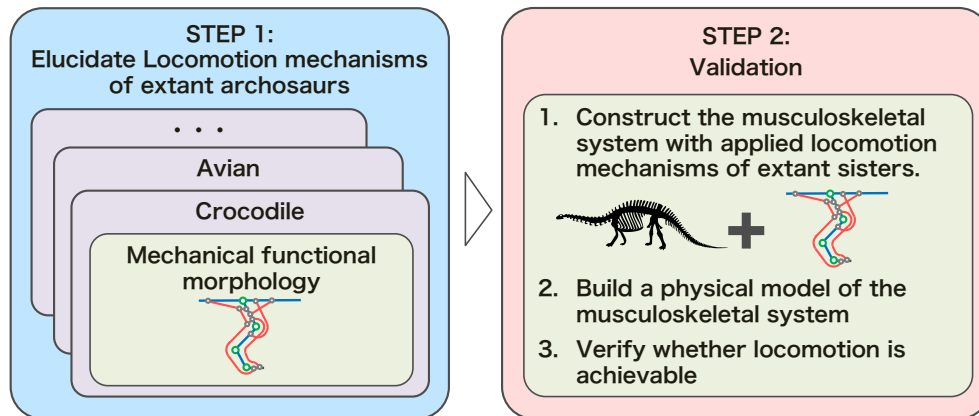 STEP 1:
Elucidate Locomotion mechanisms
of extant archosaurs
· · ·
Avian
Crocodile
Mechanical functional
morphology
STEP 2:
Validation
1. Construct the musculoskeletal
system with applied locomotion
mechanisms of extant sisters.
+
2. Build a physical model of the
musculoskeletal system
3. Verify whether locomotion is
achievable